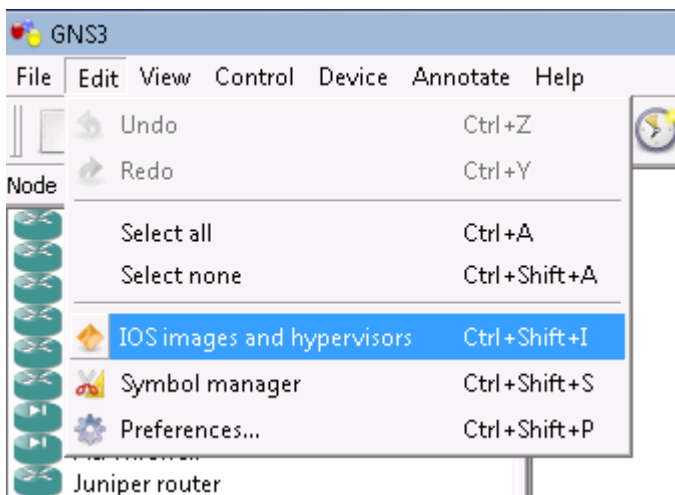 GNS3
File Edit View Control Device Annotate Help
Undo Ctrl+Z
Redo Ctrl+Y
Node
Select all Ctrl+A
Select none Ctrl+Shift+A
IOS images and hypervisors Ctrl+Shift+I
Symbol manager Ctrl+Shift+S
Preferences... Ctrl+Shift+P
Juniper router